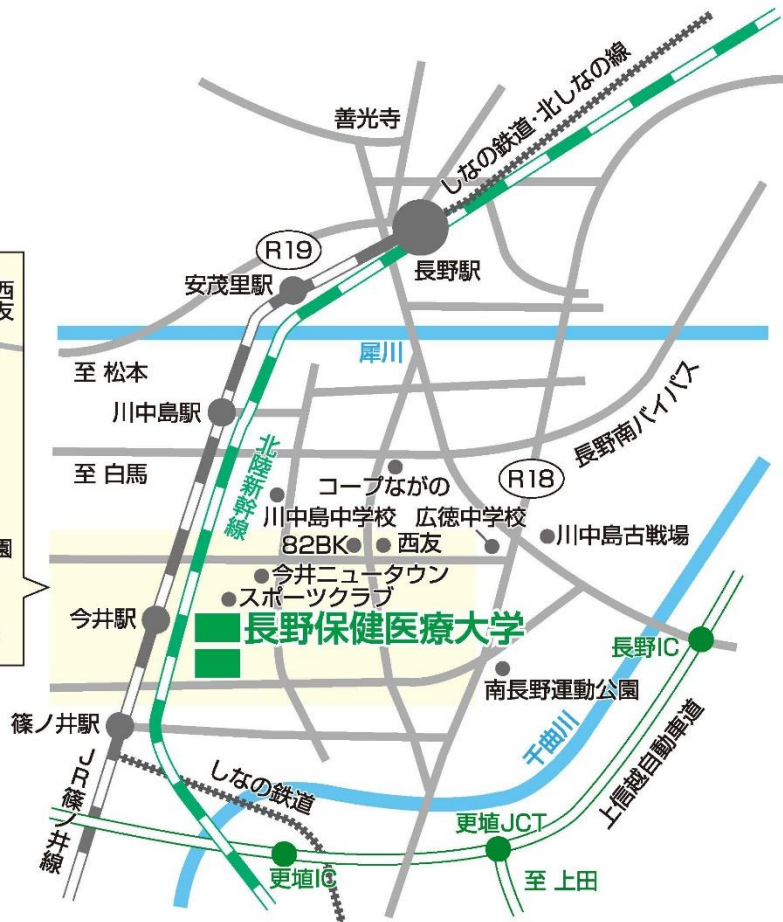 善光寺
しなの鉄道・北しなの線
R19
長野駅
安茂里駅
西友
犀川
至 松本
川中島駅
長野南バイパス
北陸新幹線
至 白馬
R18
コープながの
川中島中学校
広徳中学校
川中島古戦場
82BK
西友
園
今井ニュータウン
スポーツクラブ
今井駅
長野保健医療大学
長野IC
南長野運動公園
篠ノ井駅
千曲川
JR篠ノ井線
しなの鉄道
上信越自動車道
更埴JCT
更埴IC
至 上田